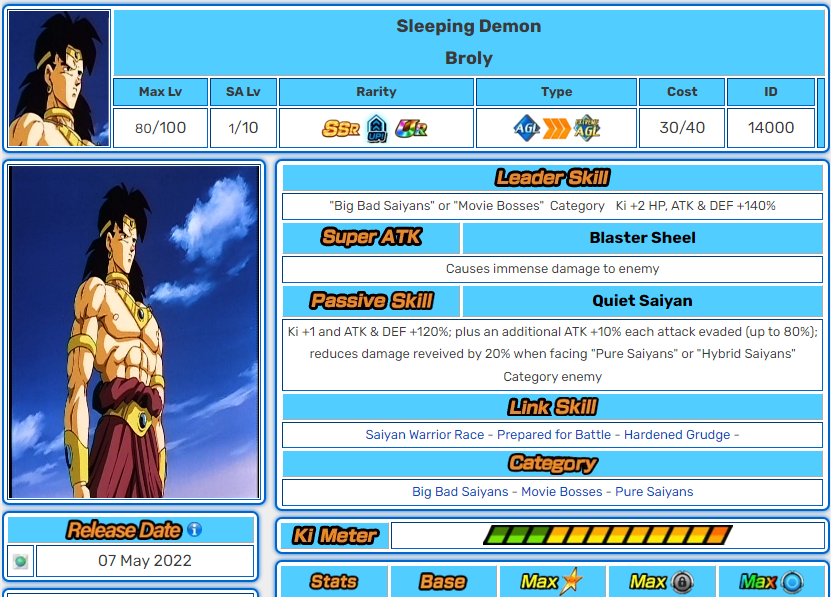 Sleeping Demon
Broly
Max Lv SA Lv Rarity Type Cost ID
80/100 1/10 SSR UP! UR AGL EXTREME AGL 30/40 14000
Leader Skill
"Big Bad Saiyans" or "Movie Bosses" Category Ki +2 HP, ATK & DEF +140%
Super ATK Blaster Sheel
Causes immense damage to enemy
Passive Skill Quiet Saiyan
Ki +1 and ATK & DEF +120%; plus an additional ATK +10% each attack evaded (up to 80%);
reduces damage reveived by 20% when facing "Pure Saiyans" or "Hybrid Saiyans"
Category enemy
Link Skill
Saiyan Warrior Race - Prepared for Battle - Hardened Grudge -
Category
Big Bad Saiyans - Movie Bosses - Pure Saiyans
Release Date i
07 May 2022
Ki Meter
Stats Base Max Max Max